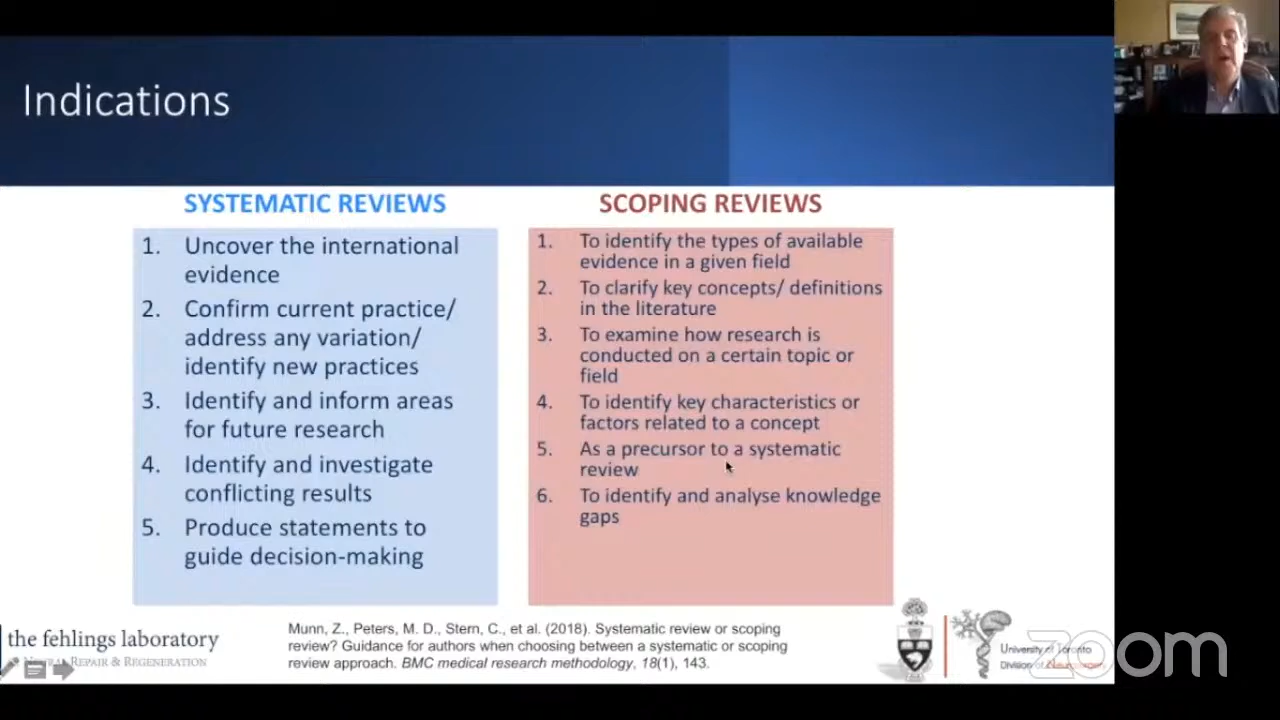 Indications
SYSTEMATIC REVIEWS
1. Uncover the international
evidence
2. Confirm current practice/
address any variation/
identify new practices
3. Identify and inform areas
for future research
4. Identify and investigate
conflicting results
5. Produce statements to
guide decision-making
SCOPING REVIEWS
1. To identify the types of available
evidence in a given field
2. To clarify key concepts/ definitions
in the literature
3. To examine how research is
conducted on a certain topic or
field
4. To identify key characteristics or
factors related to a concept
5. As a precursor to a systematic
review
6. To identify and analyse knowledge
gaps
the fehlings laboratory
REPAIR & REGENERATION
Munn, Z., Peters, M. D., Stern, C., et al. (2018). Systematic review or scoping
review? Guidance for authors when choosing between a systematic or scoping
review approach. BMC medical research methodology, 18(1), 143.
University of Toronto
Division of
zoom